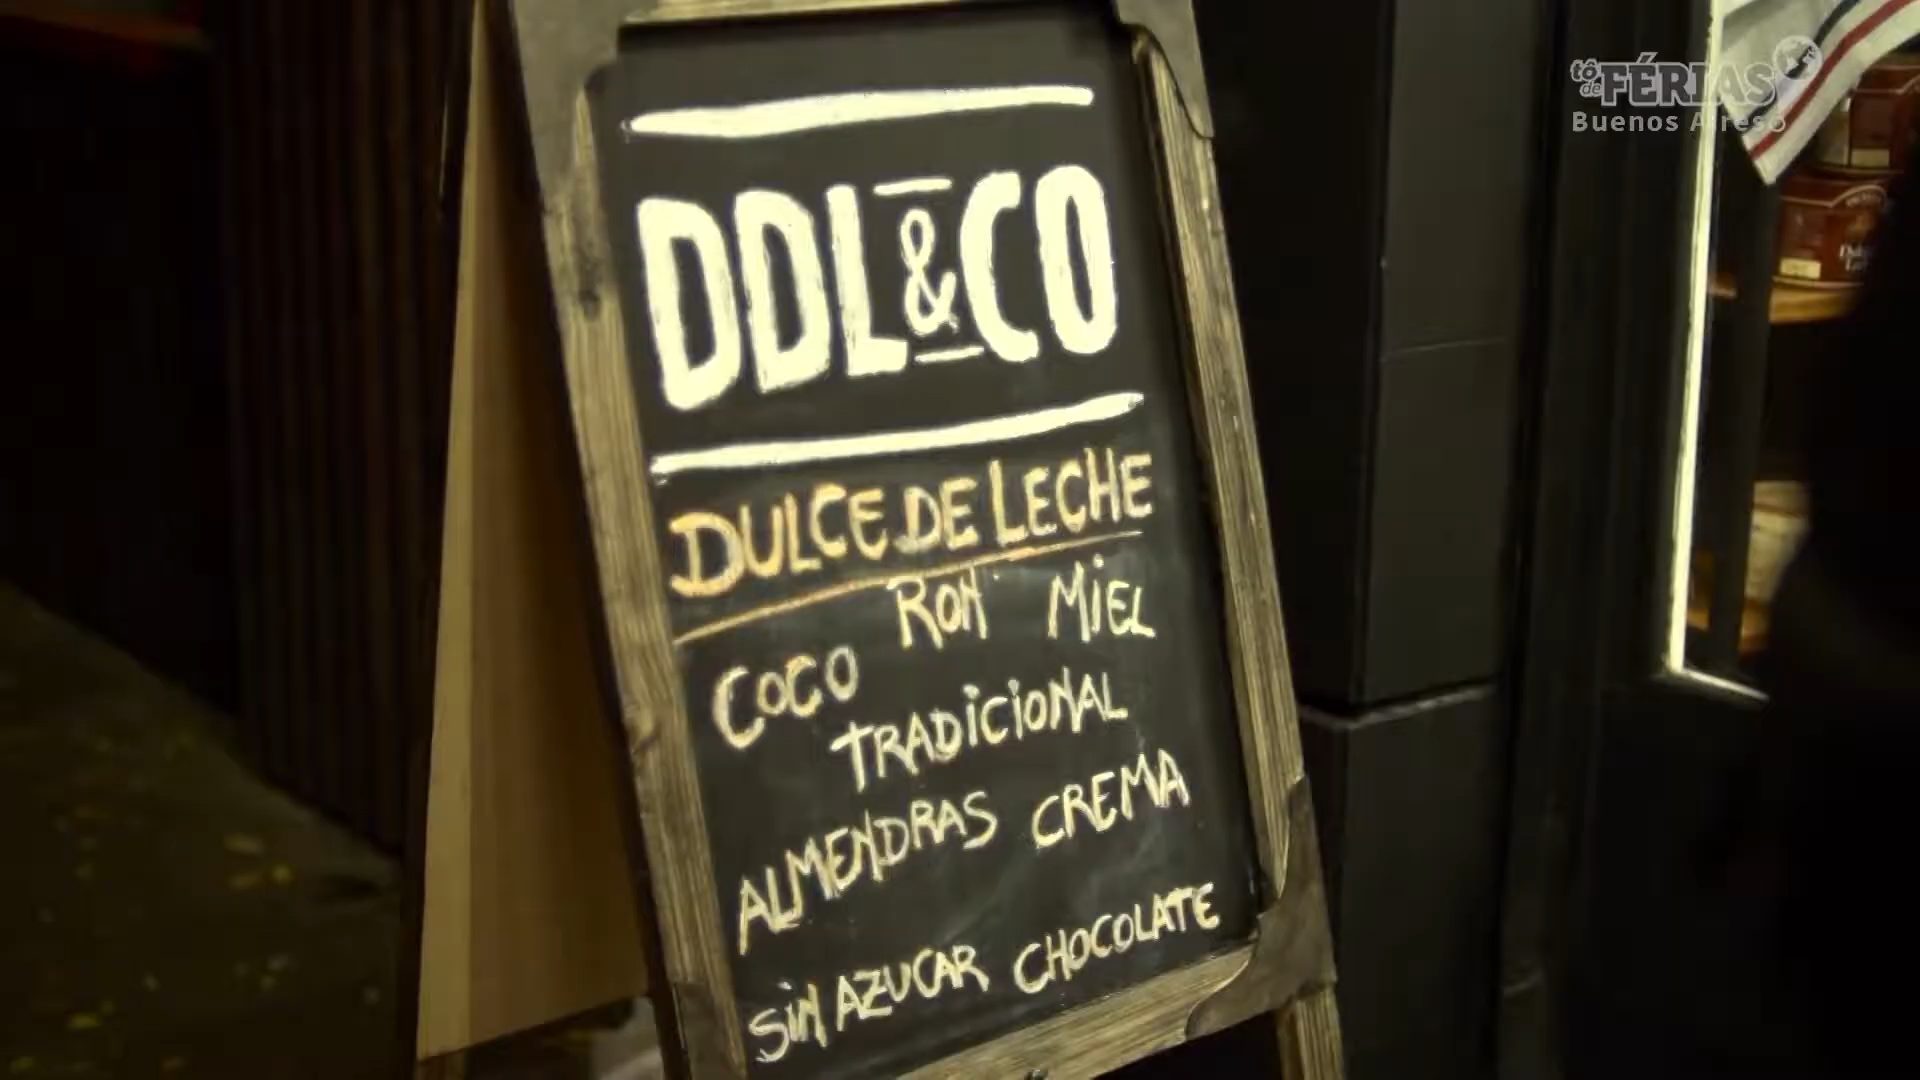 DDL&CO
DULCE DE LECHE
RON MIEL
COCO
TRADICIONAL
ALMENDRAS CREMA
SIN AZUCAR CHOCOLATE
tô de FÉRIAS
Buenos Aires